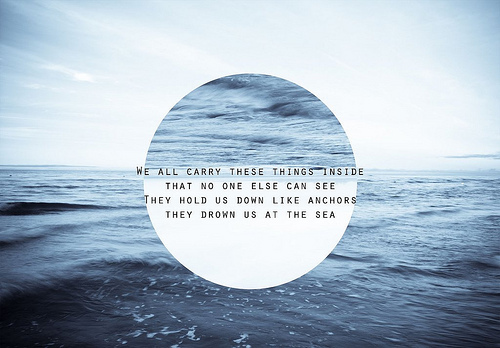 We all carry these things inside
that no one else can see
They hold us down like anchors
they drown us at the sea